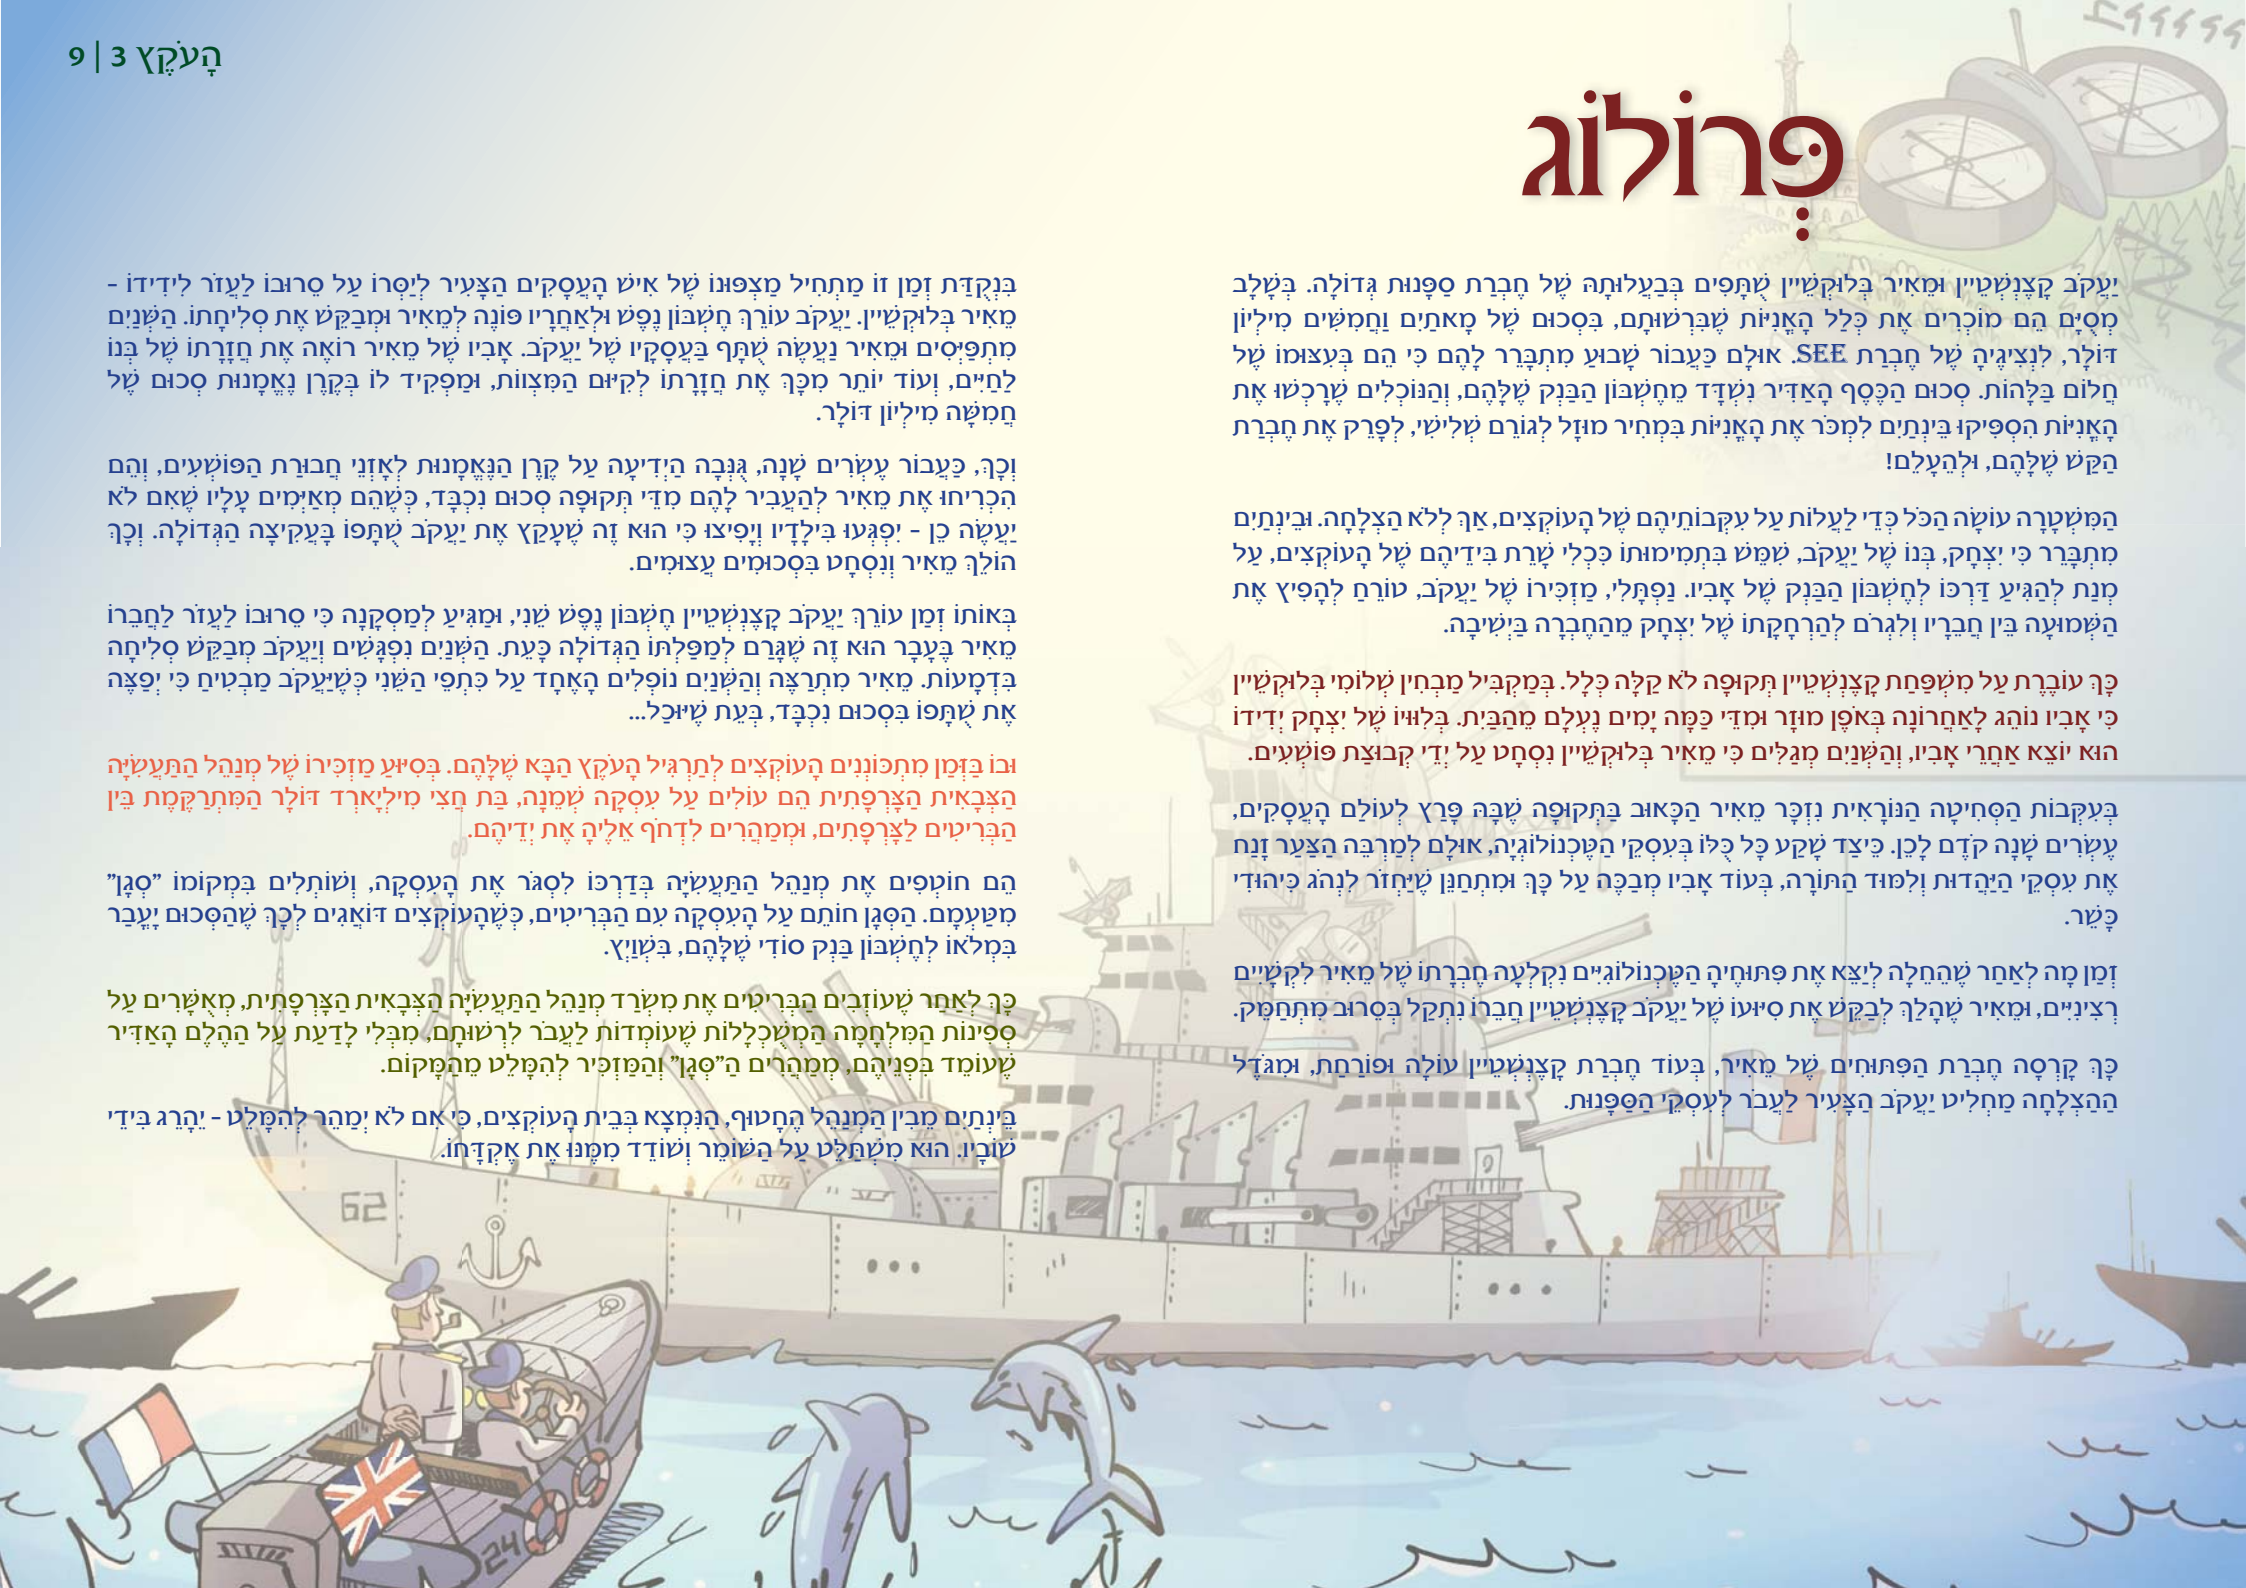 הָעֹקֶץ 3 | 9
פְּרוֹלוֹג
יַעֲקֹב קָצֶנְשְׁטֵיין וּמֵאִיר בְּלוּקְשֵׁיין שֻׁתָּפִים בְּבַעֲלוּתָהּ שֶׁל חֶבְרַת סַפָּנוּת גְּדוֹלָה. בְּשָׁלָב
מְסֻיָּם הֵם מוֹכְרִים אֶת כְּלַל הָאֳנִיּוֹת שֶׁבִּרְשׁוּתָם, בִּסְכוּם שֶׁל מָאתַיִם וַחֲמִשִּׁים מִילְיוֹן
דּוֹלָר, לִנְצִיגֶיהָ שֶׁל חֶבְרַת SEE. אוּלָם כַּעֲבוֹר שָׁבוּעַ מִתְבָּרֵר לָהֶם כִּי הֵם בְּעִצּוּמוֹ שֶׁל
חֲלוֹם בַּלָּהוֹת. סְכוּם הַכֶּסֶף הָאַדִּיר נִשְׁדָּד מֵחֶשְׁבּוֹן הַבַּנְק שֶׁלָּהֶם, וְהַנּוֹכְלִים שֶׁרָכְשׁוּ אֶת
הָאֳנִיּוֹת הִסְפִּיקוּ בֵּינְתַיִם לִמְכֹּר אֶת הָאֳנִיּוֹת בִּמְחִיר מוּזָל לְגוֹרֵם שְׁלִישִׁי, לְפָרֵק אֶת חֶבְרַת
הַקַּשׁ שֶׁלָּהֶם, וּלְהֵעָלֵם!
הַמִּשְׁטָרָה עוֹשָׂה הַכֹּל כְּדֵי לַעֲלוֹת עַל עִקְּבוֹתֵיהֶם שֶׁל הָעוֹקְצִים, אַךְ לְלֹא הַצְלָחָה. וּבֵינְתַיִם
מִתְבָּרֵר כִּי יִצְחָק, בְּנוֹ שֶׁל יַעֲקֹב, שִׁמֵּשׁ בִּתְמִימוּתוֹ כִּכְלִי שָׁרֵת בִּידֵיהֶם שֶׁל הָעוֹקְצִים, עַל
מְנַת לְהַגִּיעַ דַּרְכּוֹ לְחֶשְׁבּוֹן הַבַּנְק שֶׁל אָבִיו. נַפְתָּלִי, מַזְכִּירוֹ שֶׁל יַעֲקֹב, טוֹרֵחַ לְהָפִיץ אֶת
הַשְּׁמוּעָה בֵּין חֲבֵרָיו וְלִגְרֹם לְהַרְחָקָתוֹ שֶׁל יִצְחָק מֵהַחֶבְרָה בַּיְשִׁיבָה.
כָּךְ עוֹבֶרֶת עַל מִשְׁפַּחַת קָצֶנְשְׁטֵיין תְּקוּפָה לֹא קַלָּה כְּלָל. בְּמַקְבִּיל מַבְחִין שְׁלוֹמִי בְּלוּקְשֵׁיין
כִּי אָבִיו נוֹהֵג לָאַחֲרוֹנָה בְּאֹפֶן מוּזָר וּמִדֵּי כַּמָּה יָמִים נֶעְלָם מֵהַבַּיִת. בְּלִוּוּיוֹ שֶׁל יִצְחָק יְדִידוֹ
הוּא יוֹצֵא אַחֲרֵי אָבִיו, וְהַשְּׁנַיִם מְגַלִּים כִּי מֵאִיר בְּלוּקְשֵׁיין נִסְחָט עַל יְדֵי קְבוּצַת פּוֹשְׁעִים.
בְּעִקְּבוֹת הַסְּחִיטָה הַנּוֹרָאִית נִזְכָּר מֵאִיר הַכָּאוּב בַּתְּקוּפָה שֶׁבָּהּ פָּרַץ לְעוֹלַם הָעֲסָקִים,
עֶשְׂרִים שָׁנָה קֹדֶם לָכֵן. כֵּיצַד שָׁקַע כָּל כֻּלּוֹ בְּעִסְקֵי הַטֶּכְנוֹלוֹגְיָה, אוּלָם לְמַרְבֵּה הַצַּעַר זָנַח
אֶת עִסְקֵי הַיַּהֲדוּת וְלִמּוּד הַתּוֹרָה, בְּעוֹד אָבִיו מְבַכֶּה עַל כָּךְ וּמִתְחַנֵּן שֶׁיַּחְזֹר לִנְהֹג כִּיהוּדִי
כָּשֵׁר.
זְמַן מָה לְאַחַר שֶׁהֵחֵלָּה לְיַצֵּא אֶת פִּתּוּחֶיהָ הַטֶּכְנוֹלוֹגִיִּים נִקְלְעָה חֶבְרָתוֹ שֶׁל מֵאִיר לִקְשָׁיִים
רְצִינִיִּים, וּמֵאִיר שֶׁהָלַךְ לְבַקֵּשׁ אֶת סִיּוּעוֹ שֶׁל יַעֲקֹב קָצֶנְשְׁטֵיין חֲבֵרוֹ נִתְקַל בְּסֵרוּב מִתְחַמֵּק.
כָּךְ קָרְסָה חֶבְרַת הַפִּתּוּחִים שֶׁל מֵאִיר, בְּעוֹד חֶבְרַת קָצֶנְשְׁטֵיין עוֹלָה וּפוֹרַחַת, וּמִגֹּדֶל
הַהַצְלָחָה מַחְלִיט יַעֲקֹב הַצָּעִיר לַעֲבֹר לְעִסְקֵי הַסַּפָּנוּת.
בִּנְקֻדַּת זְמַן זוֹ מַתְחִיל מַצְפּוּנוֹ שֶׁל אִישׁ הָעֲסָקִים הַצָּעִיר לְיַסְּרוֹ עַל סֵרוּבוֹ לַעֲזֹר לִידִידוֹ -
מֵאִיר בְּלוּקְשֵׁיין. יַעֲקֹב עוֹרֵךְ חֶשְׁבּוֹן נֶפֶשׁ וּלְאַחֲרָיו פּוֹנֶה לְמֵאִיר וּמְבַקֵּשׁ אֶת סְלִיחָתוֹ. הַשְּׁנַיִם
מִתְפַּיְּסִים וּמֵאִיר נַעֲשֶׂה שֻׁתָּף בַּעֲסָקָיו שֶׁל יַעֲקֹב. אָבִיו שֶׁל מֵאִיר רוֹאֶה אֶת חֲזָרָתוֹ שֶׁל בְּנוֹ
לַחַיִּים, וְעוֹד יוֹתֵר מִכָּךְ אֶת חֲזָרָתוֹ לְקִיּוּם הַמִּצְווֹת, וּמַפְקִיד לוֹ בְּקֶרֶן נֶאֱמָנוּת סְכוּם שֶׁל
חֲמִשָּׁה מִילְיוֹן דּוֹלָר.
וְכָךְ, כַּעֲבוֹר עֶשְׂרִים שָׁנָה, גֻּנְּבָה הַיְדִיעָה עַל קֶרֶן הַנֶּאֱמָנוּת לְאָזְנֵי חֲבוּרַת הַפּוֹשְׁעִים, וְהֵם
הִכְרִיחוּ אֶת מֵאִיר לְהַעֲבִיר לָהֶם מִדֵּי תְּקוּפָה סְכוּם נִכְבָּד, כְּשֶׁהֵם מְאַיְּמִים עָלָיו שֶׁאִם לֹא
יַעֲשֶׂה כֵן - יִפְגְּעוּ בִּילָדָיו וְיָפִיצוּ כִּי הוּא זֶה שֶׁעָקַץ אֶת יַעֲקֹב שֻׁתָּפוֹ בָּעֲקִיצָה הַגְּדוֹלָה. וְכָךְ
הוֹלֵךְ מֵאִיר וְנִסְחָט בִּסְכוּמִים עֲצוּמִים.
בְּאוֹתוֹ זְמַן עוֹרֵךְ יַעֲקֹב קָצֶנְשְׁטֵיין חֶשְׁבּוֹן נֶפֶשׁ שֵׁנִי, וּמַגִּיעַ לְמַסְקָנָה כִּי סֵרוּבוֹ לַעֲזֹר לַחֲבֵרוֹ
מֵאִיר בֶּעָבָר הוּא זֶה שֶׁגָּרַם לְמַפַּלְתּוֹ הַגְּדוֹלָה כָּעֵת. הַשְּׁנַיִם נִפְגָּשִׁים וְיַעֲקֹב מְבַקֵּשׁ סְלִיחָה
בִּדְמָעוֹת. מֵאִיר מִתְרַצֶּה וְהַשְּׁנַיִם נוֹפְלִים הָאֶחָד עַל כִּתְפֵי הַשֵּׁנִי כְּשֶׁיַּעֲקֹב מַבְטִיחַ כִּי יְפַצֶּה
אֶת שֻׁתָּפוֹ בִּסְכוּם נִכְבָּד, בְּעֵת שֶׁיּוּכַל...
וּבוֹ בַּזְּמַן מִתְכּוֹנְנִים הָעוֹקְצִים לְתַרְגִּיל הָעֹקֶץ הַבָּא שֶׁלָּהֶם. בְּסִיּוּעַ מַזְכִּירוֹ שֶׁל מְנַהֵל הַתַּעֲשִׂיָּה
הַצְּבָאִית הַצָּרְפָתִית הֵם עוֹלִים עַל עִסְקָה שְׁמֵנָה, בַּת חֲצִי מִילְיַארְד דּוֹלָר הַמִּתְרַקֶּמֶת בֵּין
הַבְּרִיטִים לַצָּרְפָתִים, וּמְמַהֲרִים לִדְחֹף אֵלֶיהָ אֶת יְדֵיהֶם.
הֵם חוֹטְפִים אֶת מְנַהֵל הַתַּעֲשִׂיָּה בְּדַרְכּוֹ לִסְגֹּר אֶת הָעִסְקָה, וְשׁוֹתְלִים בִּמְקוֹמוֹ "סְגָן"
מִטַּעְמָם. הַסְּגָן חוֹתֵם עַל הָעִסְקָה עִם הַבְּרִיטִים, כְּשֶׁהָעוֹקְצִים דּוֹאֲגִים לְכָךְ שֶׁהַסְּכוּם יָעֳבַר
בִּמְלֹאוֹ לְחֶשְׁבּוֹן בַּנְק סוֹדִי שֶׁלָּהֶם, בִּשְׁוַיְץ.
כָּךְ לְאַחַר שֶׁעוֹזְבִים הַבְּרִיטִים אֶת מִשְׂרַד מְנַהֵל הַתַּעֲשִׂיָּה הַצְּבָאִית הַצָּרְפָתִית, מְאֻשָּׁרִים עַל
סְפִינוֹת הַמִּלְחָמָה הַמְשֻׁכְלָלוֹת שֶׁעוֹמְדוֹת לַעֲבֹר לִרְשׁוּתָם, מִבְּלִי לָדַעַת עַל הַהֶלֶם הָאַדִּיר
שֶׁעוֹמֵד בִּפְנֵיהֶם, מְמַהֲרִים הַ"סְּגָן" וְהַמַּזְכִּיר לְהִמָּלֵט מֵהַמָּקוֹם.
בֵּינְתַיִם מֵבִין הַמְנַהֵל הֶחָטוּף, הַנִּמְצָא בְּבֵית הָעוֹקְצִים, כִּי אִם לֹא יְמַהֵר לְהִמָּלֵט - יֵהָרֵג בִּידֵי
שׁוֹבָיו. הוּא מִשְׁתַּלֵּט עַל הַשּׁוֹמֵר וְשׁוֹדֵד מִמֶּנּוּ אֶת אֶקְדָּחוֹ.
62
24